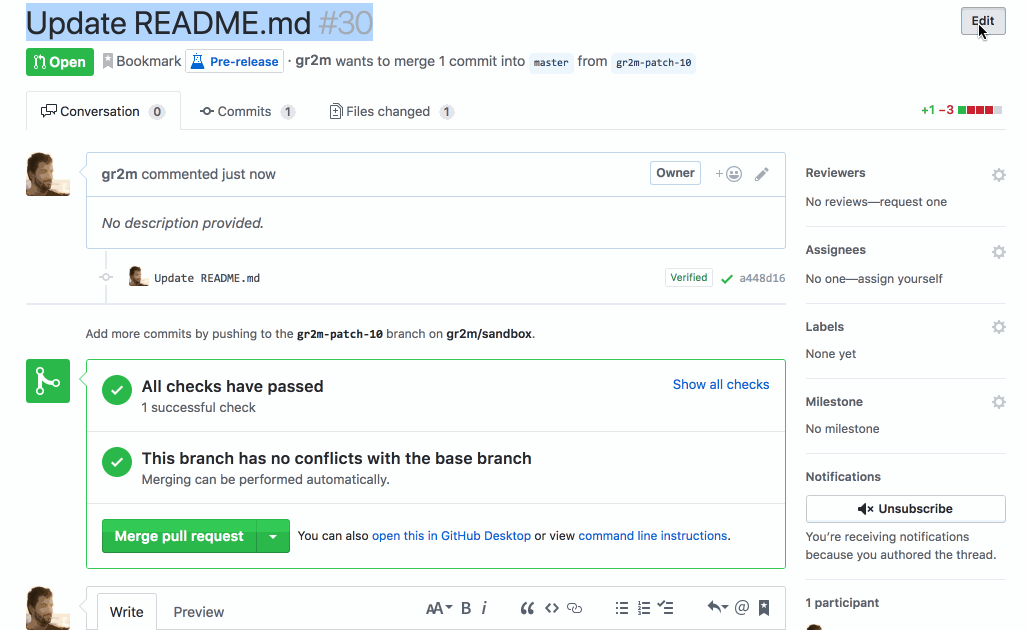 Update README.md #30
Edit
Open Bookmark Pre-release · gr2m wants to merge 1 commit into master from gr2m-patch-10
Conversation 0 Commits 1 Files changed 1
+1 −3
gr2m commented just now
Owner
No description provided.
Update README.md
Verified a448d16
Add more commits by pushing to the gr2m-patch-10 branch on gr2m/sandbox.
All checks have passed
Show all checks
1 successful check
This branch has no conflicts with the base branch
Merging can be performed automatically.
Merge pull request
You can also open this in GitHub Desktop or view command line instructions.
Write Preview
AA B i
Reviewers
No reviews—request one
Assignees
No one—assign yourself
Labels
None yet
Milestone
No milestone
Notifications
Unsubscribe
You’re receiving notifications
because you authored the thread.
1 participant